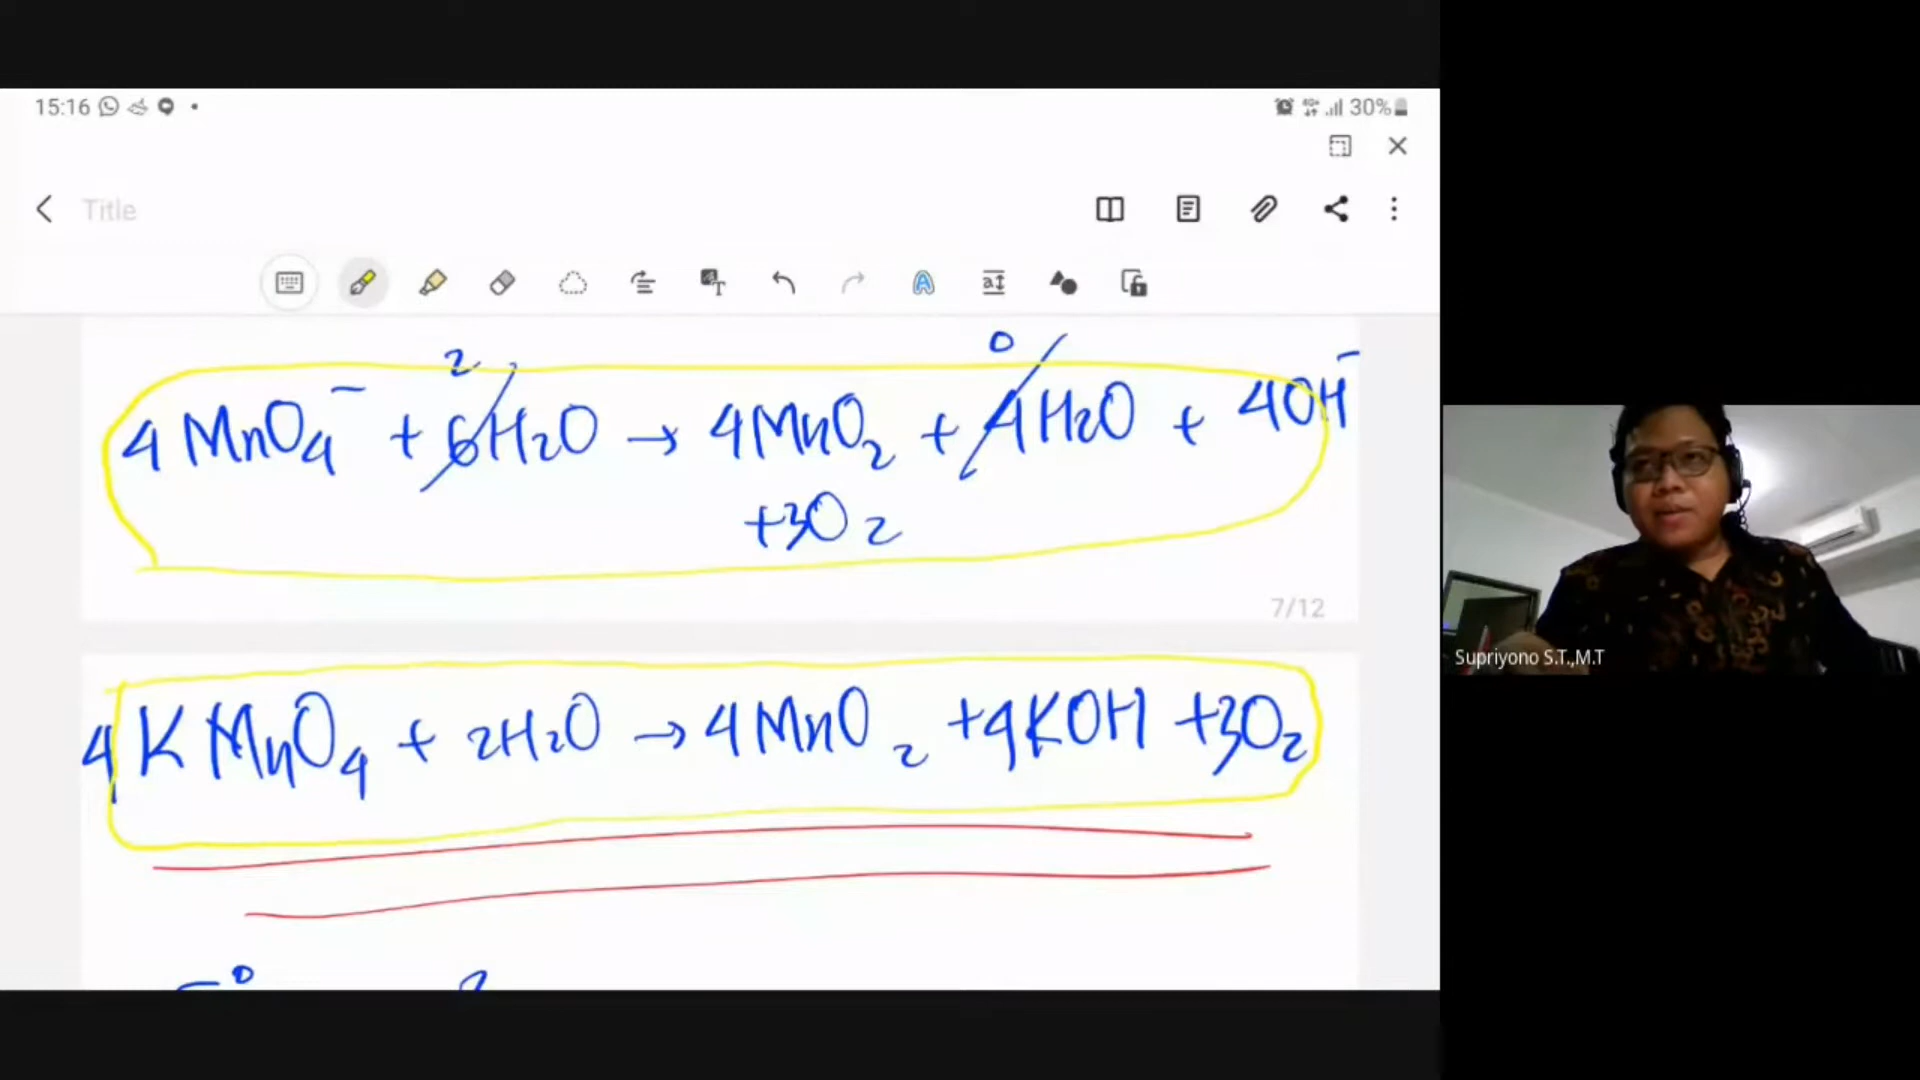 15:16
30%
Title
2 0
4 MnO4⁻ + 6H2O → 4MnO2 + 4H2O + 4OH⁻
+3O2
7/12
4 KMnO4 + 2H2O → 4MnO2 + 4KOH + 3O2
Supriyono S.T.,M.T